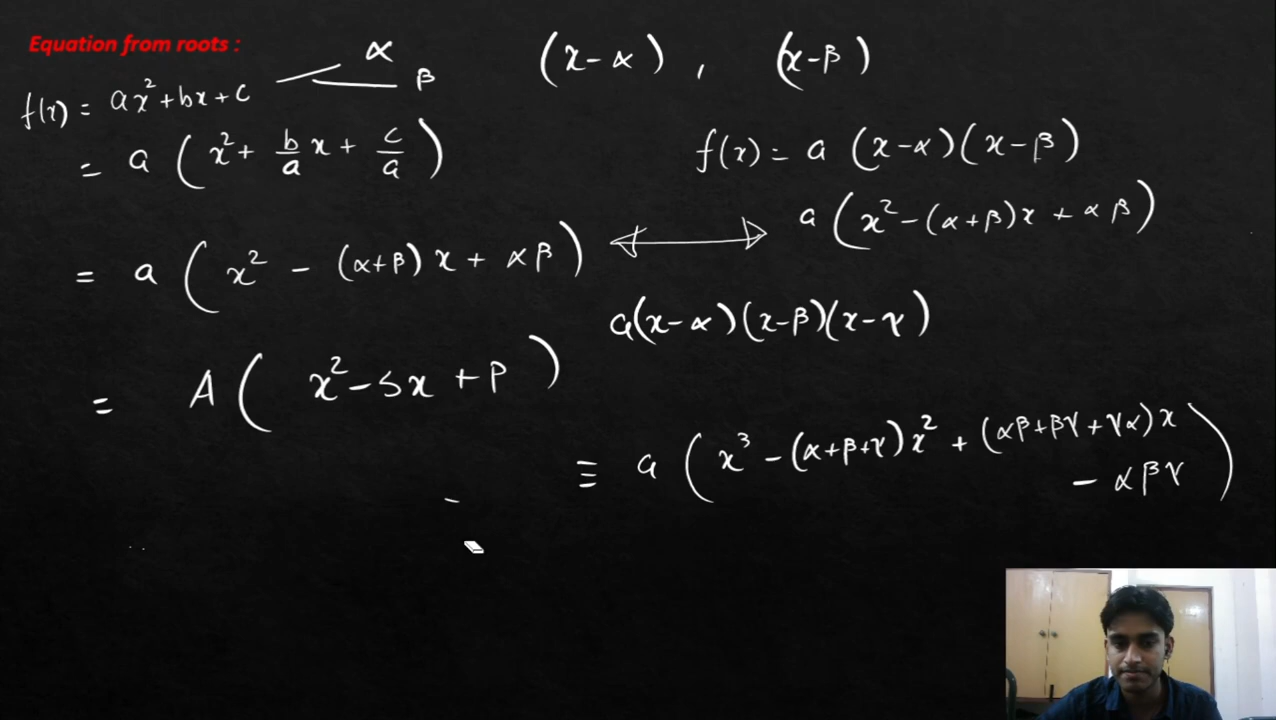 Equation from roots :
f(x) = ax²+bx+c
α
β
= a ( x² + b/a x + c/a )
= a ( x² - (α+β) x + αβ )
= A ( x² - Sx + P )
(x-α) , (x-β)
f(x) = a (x-α)(x-β)
a ( x² - (α+β)x + αβ )
a(x-α)(x-β)(x-γ)
≡ a ( x³ - (α+β+γ)x² + (αβ+βγ+γα)x
- αβγ )